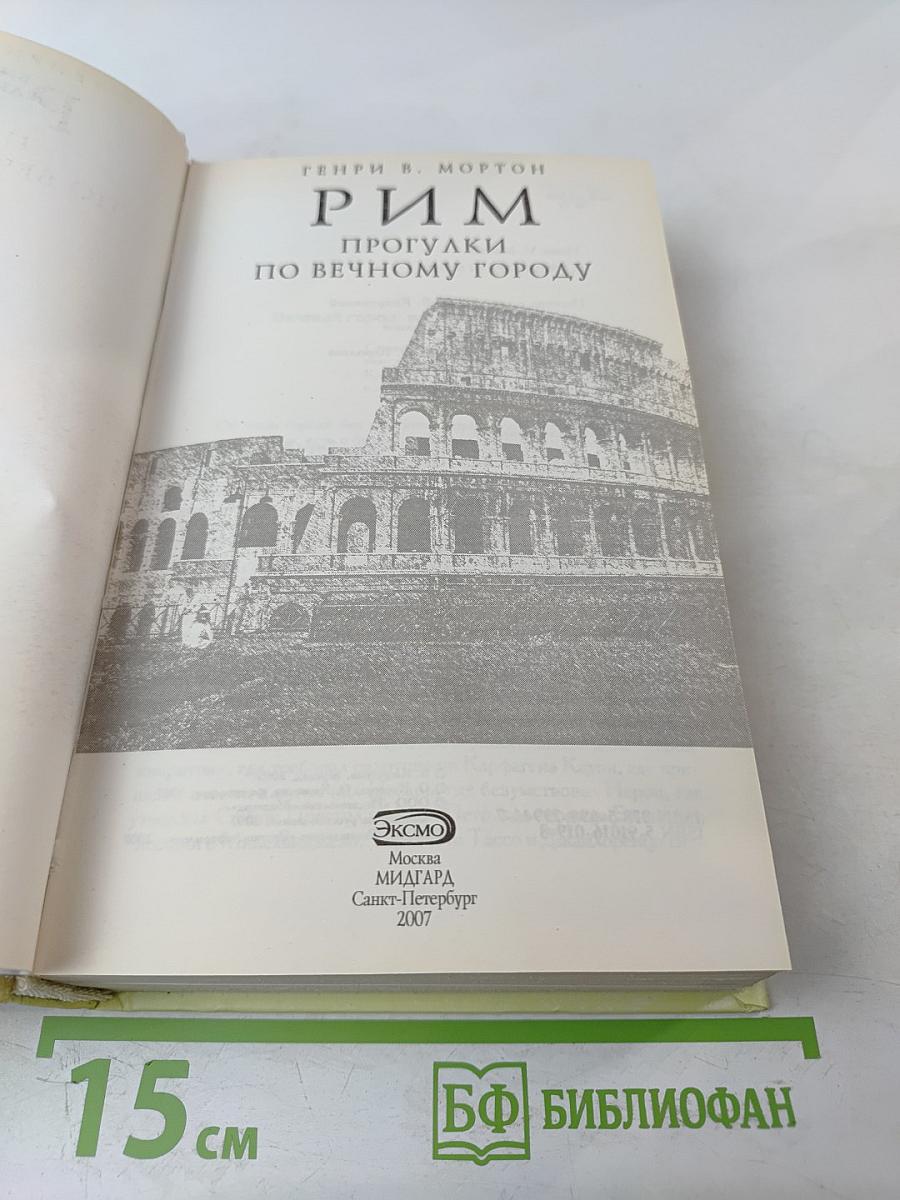 ГЕНРИ В. МОРТОН
РИМ
ПРОГУЛКИ
ПО ВЕЧНОМУ ГОРОДУ
ЭКСМО
Москва
МИДГАРД
Санкт-Петербург
2007
15 см
БФ БИБЛИОФАН